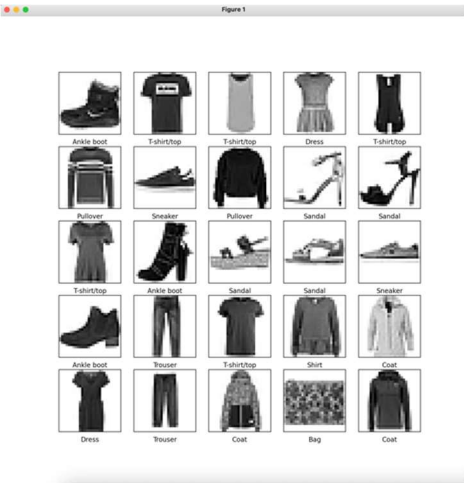 Figure 1
Ankle boot T-shirt/top T-shirt/top Dress T-shirt/top
Pullover Sneaker Pullover Sandal Sandal
T-shirt/top Ankle boot Sandal Sandal Sneaker
Ankle boot Trouser T-shirt/top Shirt Coat
Dress Trouser Coat Bag Coat